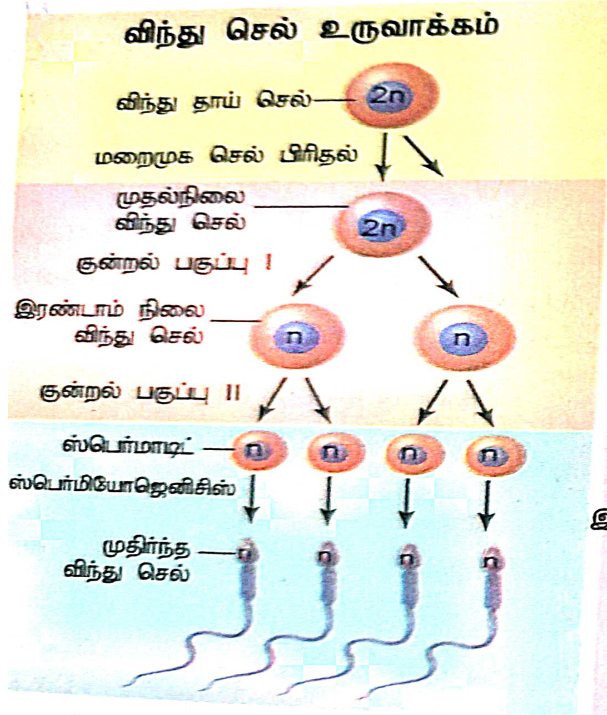 விந்து செல் உருவாக்கம்
விந்து தாய் செல்
2n
மறைமுக செல் பிரிதல்
முதல்நிலை
விந்து செல்
2n
குன்றல் பகுப்பு I
இரண்டாம் நிலை
விந்து செல்
n
n
குன்றல் பகுப்பு II
ஸ்பெர்மாடிட்
n
n
n
n
ஸ்பெர்மியோஜெனிசிஸ்
முதிர்ந்த
விந்து செல்
n
n
n
n